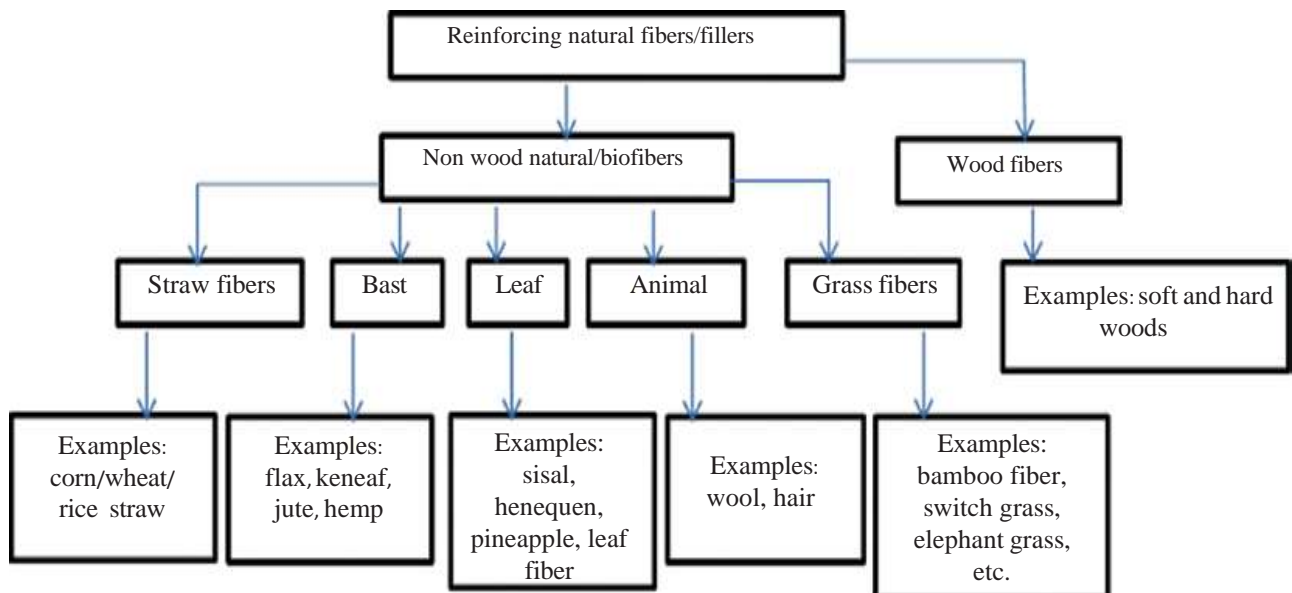 Reinforcing natural fibers/fillers
Non wood natural/biofibers
Wood fibers
Straw fibers
Bast
Leaf
Animal
Grass fibers
Examples: soft and hard
woods
Examples:
corn/wheat/
rice straw
Examples:
flax, keneaf,
jute, hemp
Examples:
sisal,
henequen,
pineapple, leaf
fiber
Examples:
wool, hair
Examples:
bamboo fiber,
switch grass,
elephant grass,
etc.